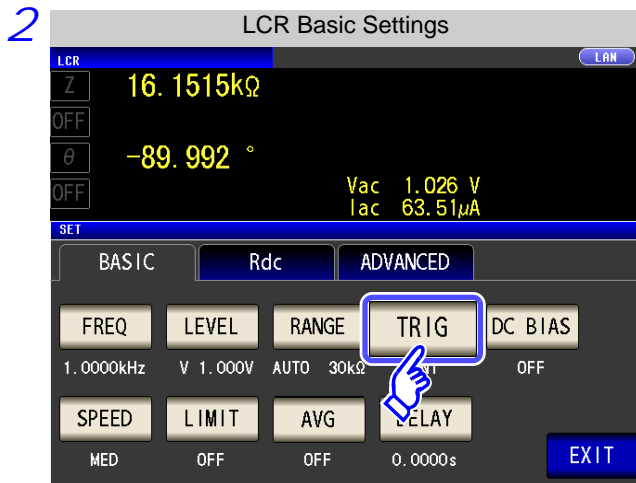 2
LCR Basic Settings
LCR
LAN
Z 16.1515kΩ
OFF
θ -89.992 °
OFF
Vac 1.026 V
Iac 63.51μA
SET
BASIC Rdc ADVANCED
FREQ LEVEL RANGE TRIG DC BIAS
1.0000kHz V 1.000V AUTO 30kΩ OFF
SPEED LIMIT AVG DELAY
MED OFF OFF 0.0000s
EXIT